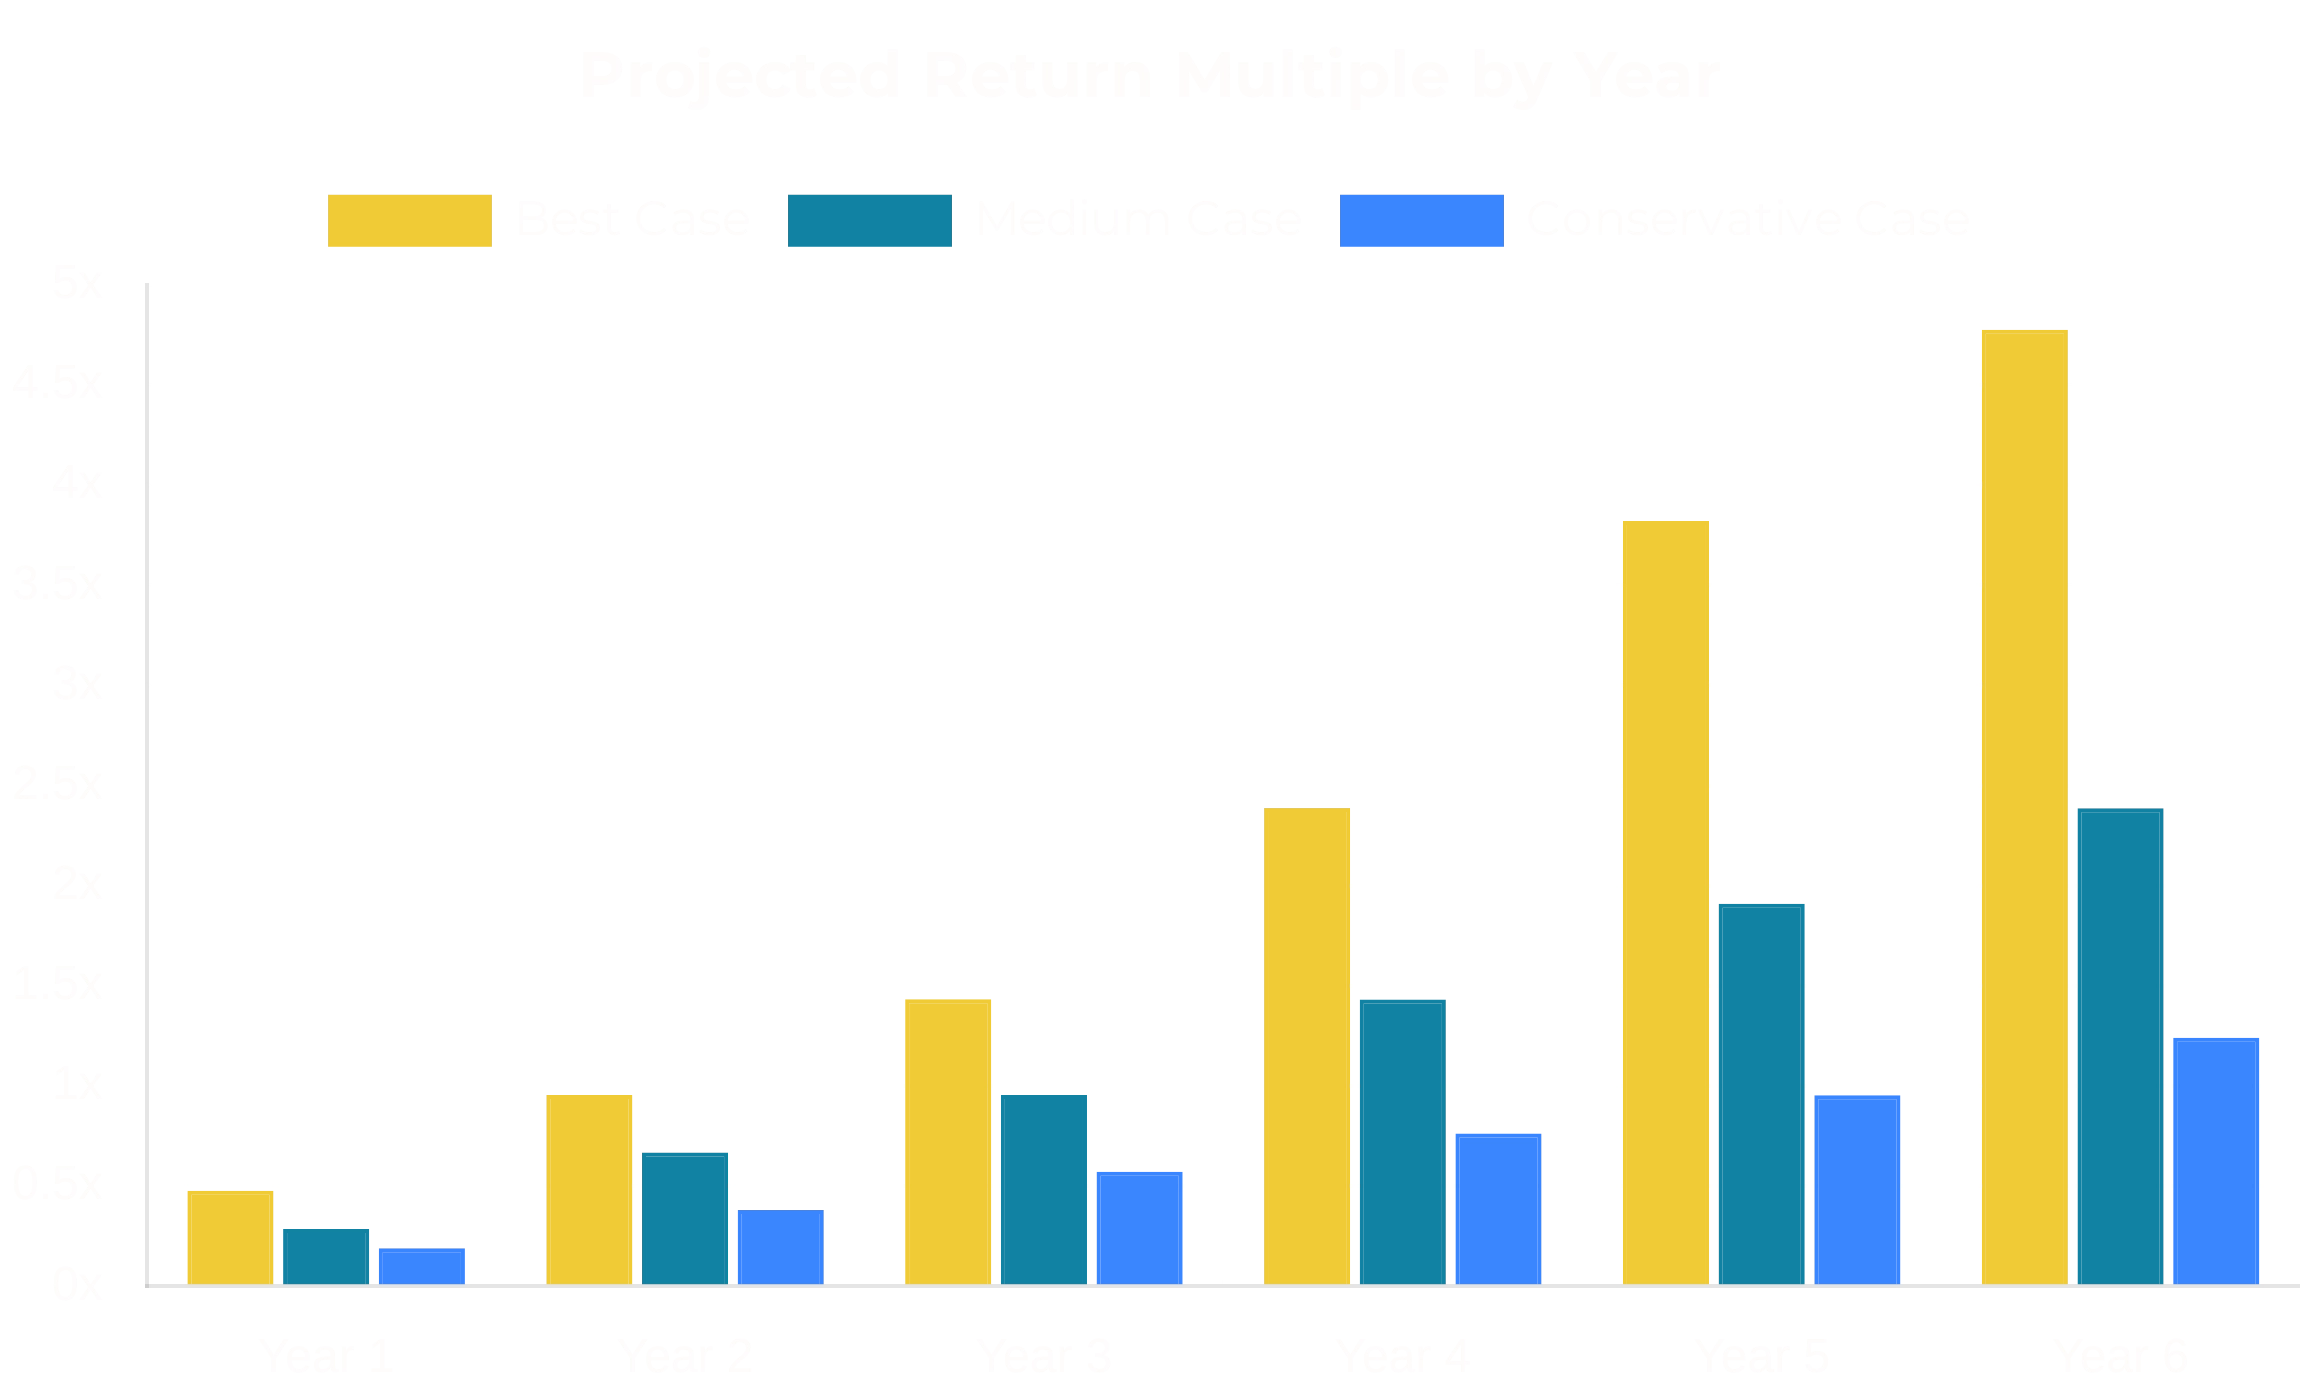 Projected Return Multiple by Year
Best Case Medium Case Conservative Case
5x
4.5x
4x
3.5x
3x
2.5x
2x
1.5x
1x
0.5x
0x
Year 1 Year 2 Year 3 Year 4 Year 5 Year 6